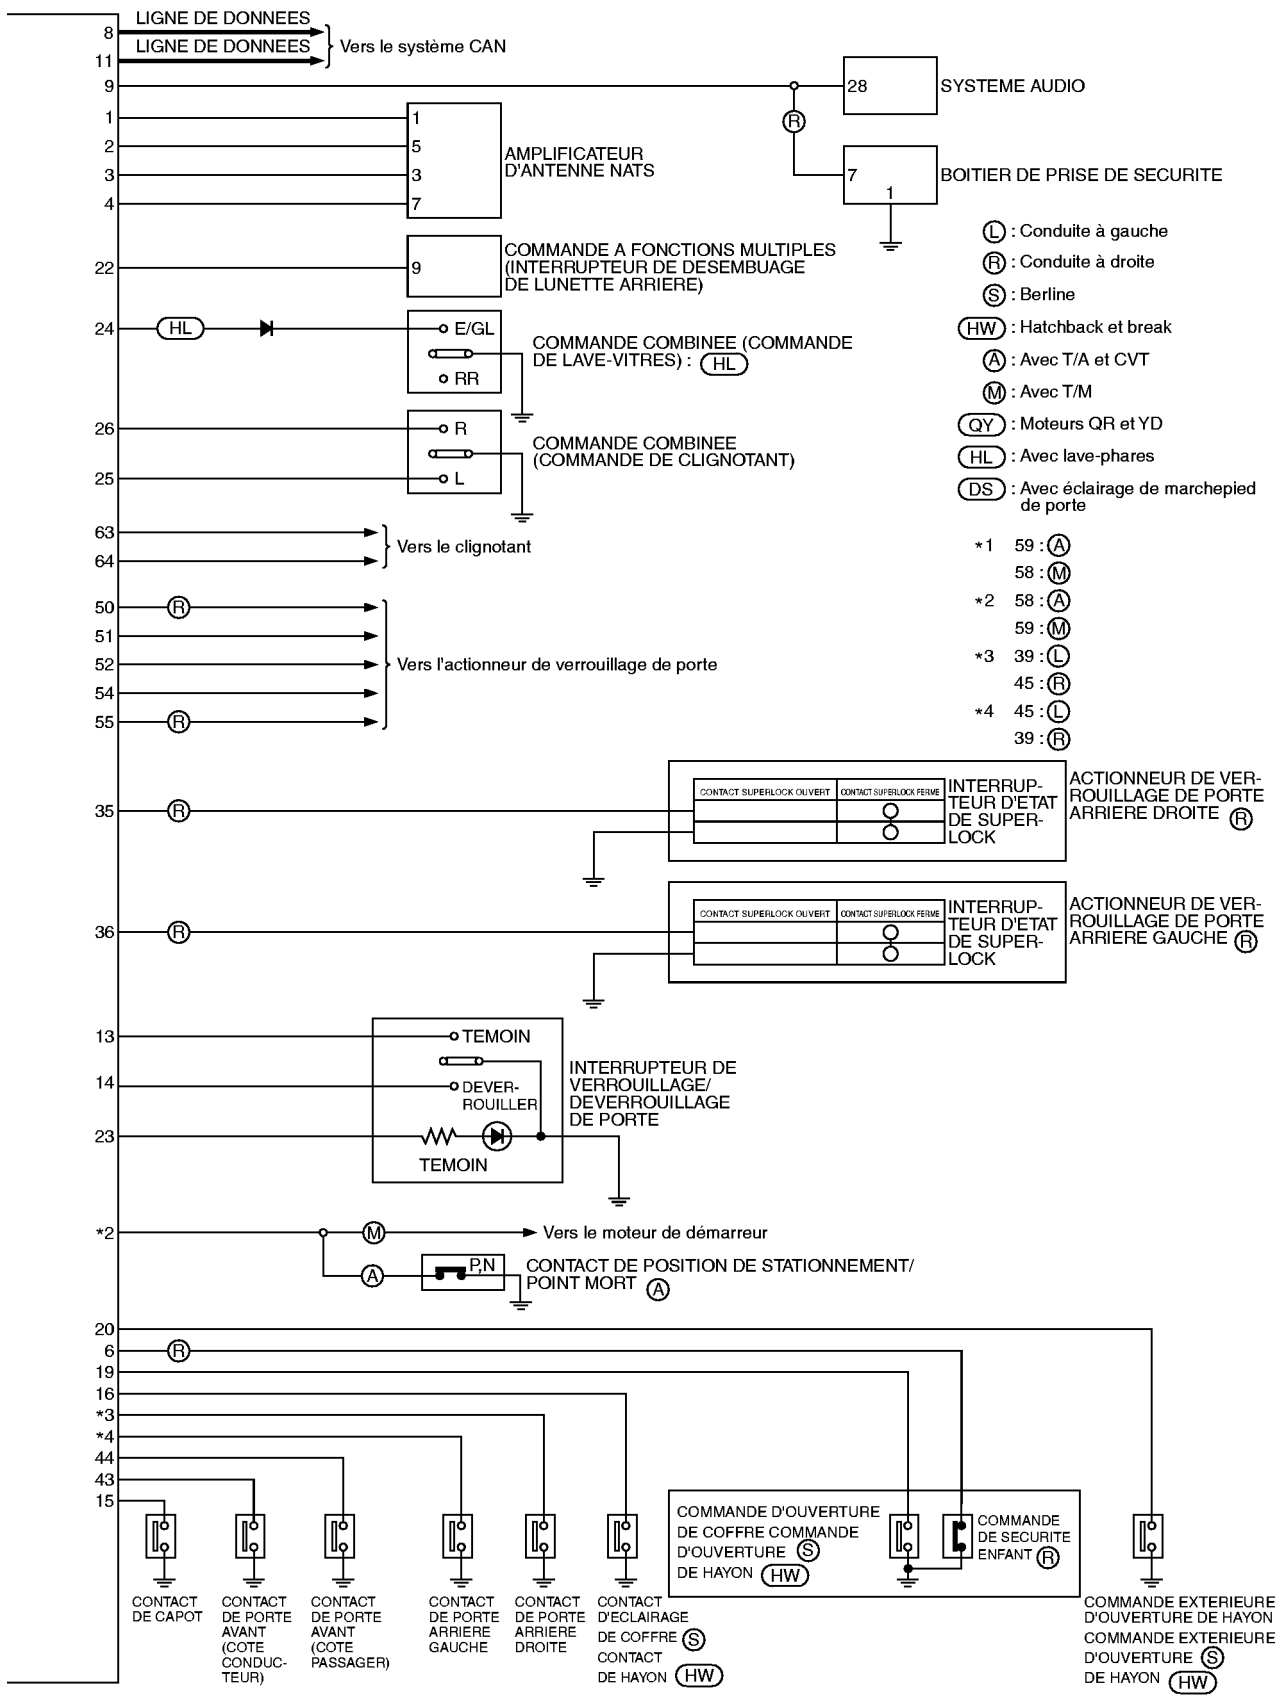 8 LIGNE DE DONNEES
11 LIGNE DE DONNEES
Vers le système CAN
9
28 SYSTEME AUDIO
R
7 BOITIER DE PRISE DE SECURITE
1
1 1
2 5
3 3
4 7
AMPLIFICATEUR
D'ANTENNE NATS
22 9
COMMANDE A FONCTIONS MULTIPLES
(INTERRUPTEUR DE DESEMBUAGE
DE LUNETTE ARRIERE)
24 HL E/GL
RR
COMMANDE COMBINEE (COMMANDE
DE LAVE-VITRES) : HL
26 R
25 L
COMMANDE COMBINEE
(COMMANDE DE CLIGNOTANT)
L : Conduite à gauche
R : Conduite à droite
S : Berline
HW : Hatchback et break
A : Avec T/A et CVT
M : Avec T/M
QY : Moteurs QR et YD
HL : Avec lave-phares
DS : Avec éclairage de marchepied
de porte
*1 59 : A
58 : M
*2 58 : A
59 : M
*3 39 : L
45 : R
*4 45 : L
39 : R
63
64
Vers le clignotant
50 R
51
52
54
55 R
Vers l'actionneur de verrouillage de porte
35 R
CONTACT SUPERLOCK OUVERT CONTACT SUPERLOCK FERME
INTERRUP-
TEUR D'ETAT
DE SUPER-
LOCK
ACTIONNEUR DE VER-
ROUILLAGE DE PORTE
ARRIERE DROITE R
36 R
CONTACT SUPERLOCK OUVERT CONTACT SUPERLOCK FERME
INTERRUP-
TEUR D'ETAT
DE SUPER-
LOCK
ACTIONNEUR DE VER-
ROUILLAGE DE PORTE
ARRIERE GAUCHE R
13 TEMOIN
14 DEVER-
ROUILLER
23
TEMOIN
INTERRUPTEUR DE
VERROUILLAGE/
DEVERROUILLAGE
DE PORTE
*2 M Vers le moteur de démarreur
A P,N
CONTACT DE POSITION DE STATIONNEMENT/
POINT MORT A
20
6 R
19
16
*3
*4
44
43
15
CONTACT
DE CAPOT
CONTACT
DE PORTE
AVANT
(COTE
CONDUC-
TEUR)
CONTACT
DE PORTE
AVANT
(COTE
PASSAGER)
CONTACT
DE PORTE
ARRIERE
GAUCHE
CONTACT
DE PORTE
ARRIERE
DROITE
CONTACT
D'ECLAIRAGE
DE COFFRE S
CONTACT
DE HAYON HW
COMMANDE D'OUVERTURE
DE COFFRE COMMANDE
D'OUVERTURE S
DE HAYON HW
COMMANDE
DE SECURITE
ENFANT R
COMMANDE EXTERIEURE
D'OUVERTURE DE HAYON
COMMANDE EXTERIEURE
D'OUVERTURE S
DE HAYON HW